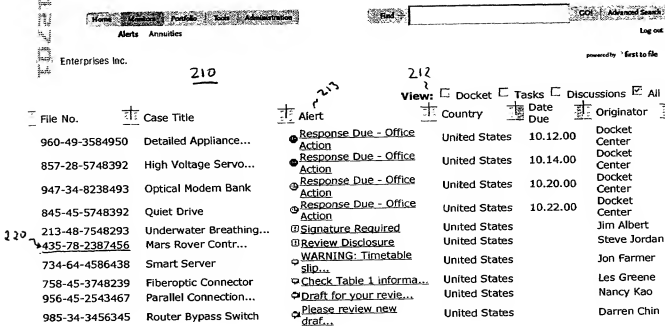 Home Monitors Portfolio Tools Administration Find GO! Advanced Search
Alerts Annuities Log out
powered by first to file
Enterprises Inc.
210 213 212
View: Docket Tasks Discussions All
File No. Case Title Alert Country Date Due Originator
960-49-3584950 Detailed Appliance... Response Due - Office Action United States 10.12.00 Docket Center
857-28-5748392 High Voltage Servo... Response Due - Office Action United States 10.14.00 Docket Center
947-34-8238493 Optical Modem Bank Response Due - Office Action United States 10.20.00 Docket Center
845-45-5748392 Quiet Drive Response Due - Office Action United States 10.22.00 Docket Center
213-48-7548293 Underwater Breathing... Signature Required United States Jim Albert
220 435-78-2387456 Mars Rover Contr... Review Disclosure United States Steve Jordan
734-64-4586438 Smart Server WARNING: Timetable slip... United States Jon Farmer
758-45-3748239 Fiberoptic Connector Check Table 1 informa... United States Les Greene
956-45-2543467 Parallel Connection... Draft for your revie... United States Nancy Kao
985-34-3456345 Router Bypass Switch Please review new draf... United States Darren Chin